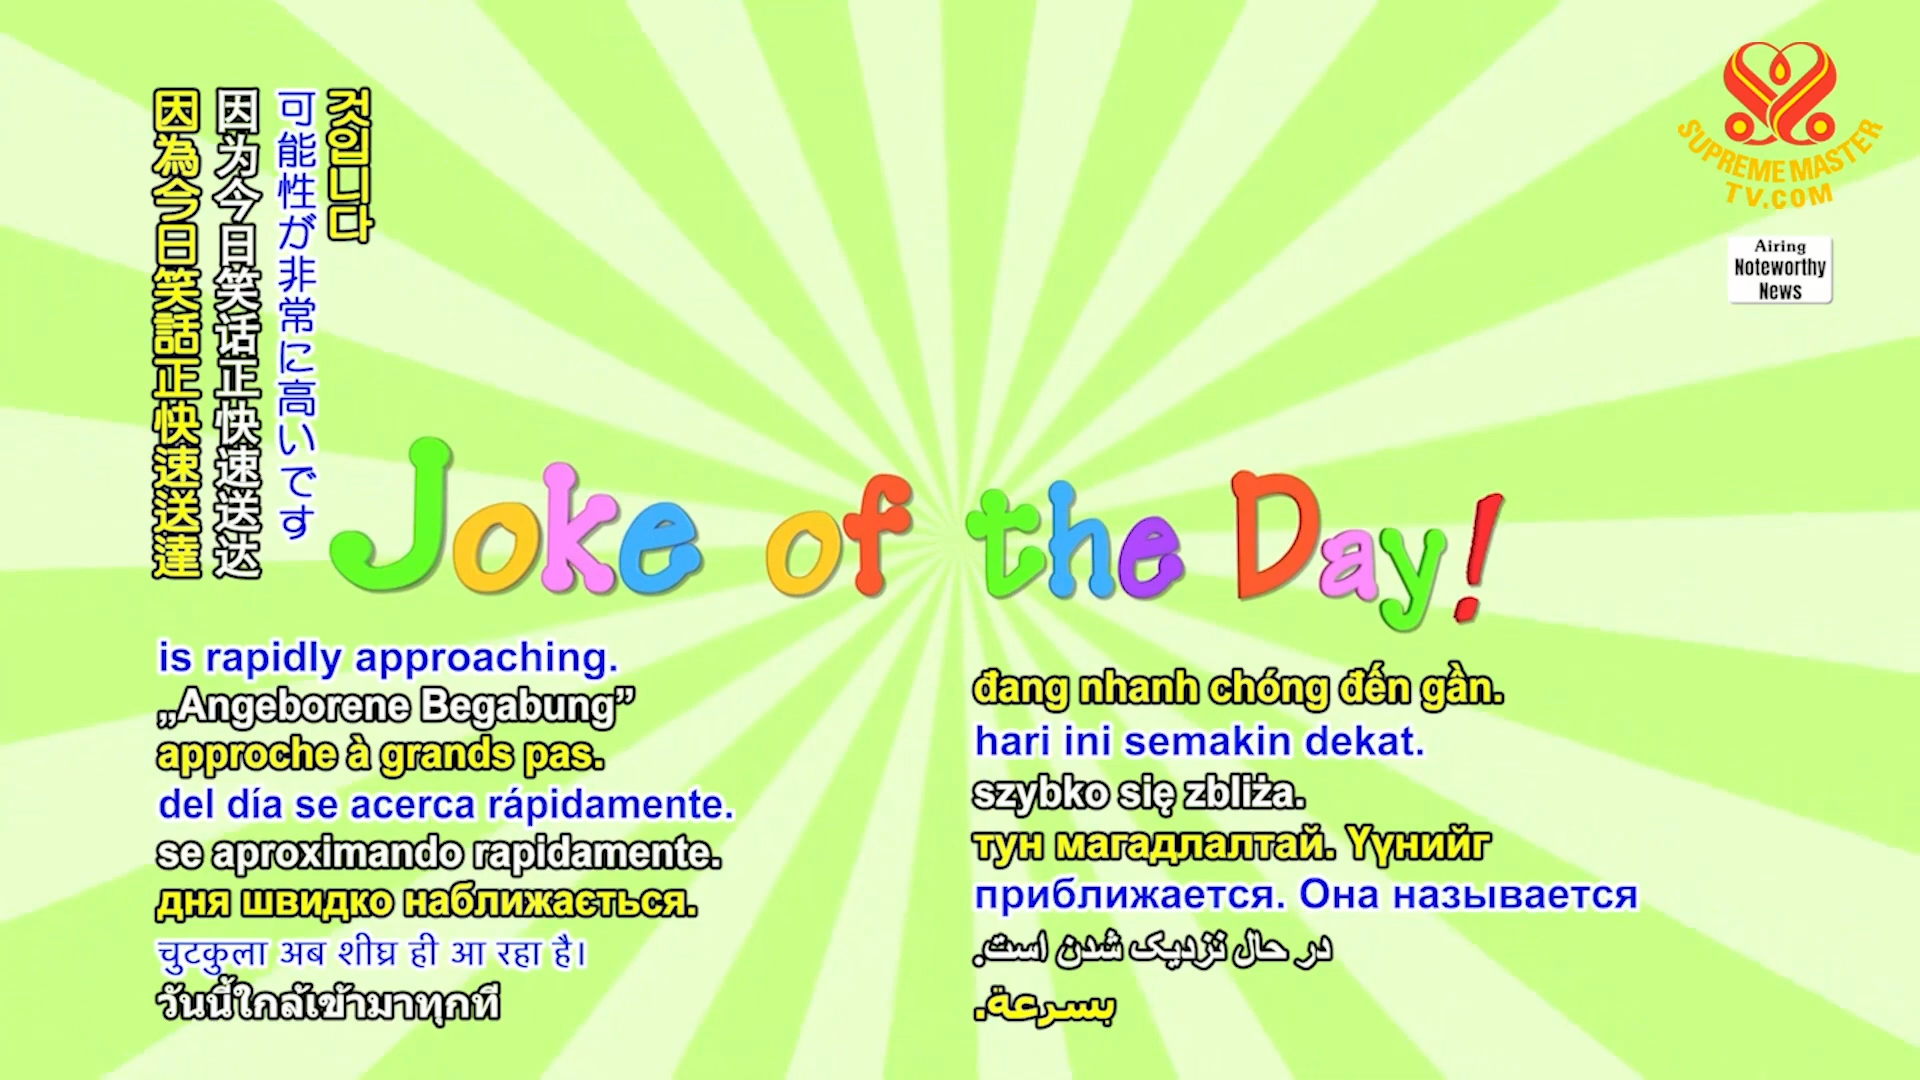 因為今日笑話正快速送達
因为今日笑话正快速送达
可能性が非常に高いです
것입니다
SUPREME MASTER
TV.COM
Airing
Noteworthy
News
Joke of the Day!
is rapidly approaching.
„Angeborene Begabung”
approche à grands pas.
del día se acerca rápidamente.
se aproximando rapidamente.
дня швидко наближається.
चुटकुला अब शीघ्र ही आ रहा है।
วันนี้ใกล้เข้ามาทุกที
đang nhanh chóng đến gần.
hari ini semakin dekat.
szybko się zbliża.
тун магадлалтай. Үүнийг
приближается. Она называется
در حال نزدیک شدن است.
بسرعة.